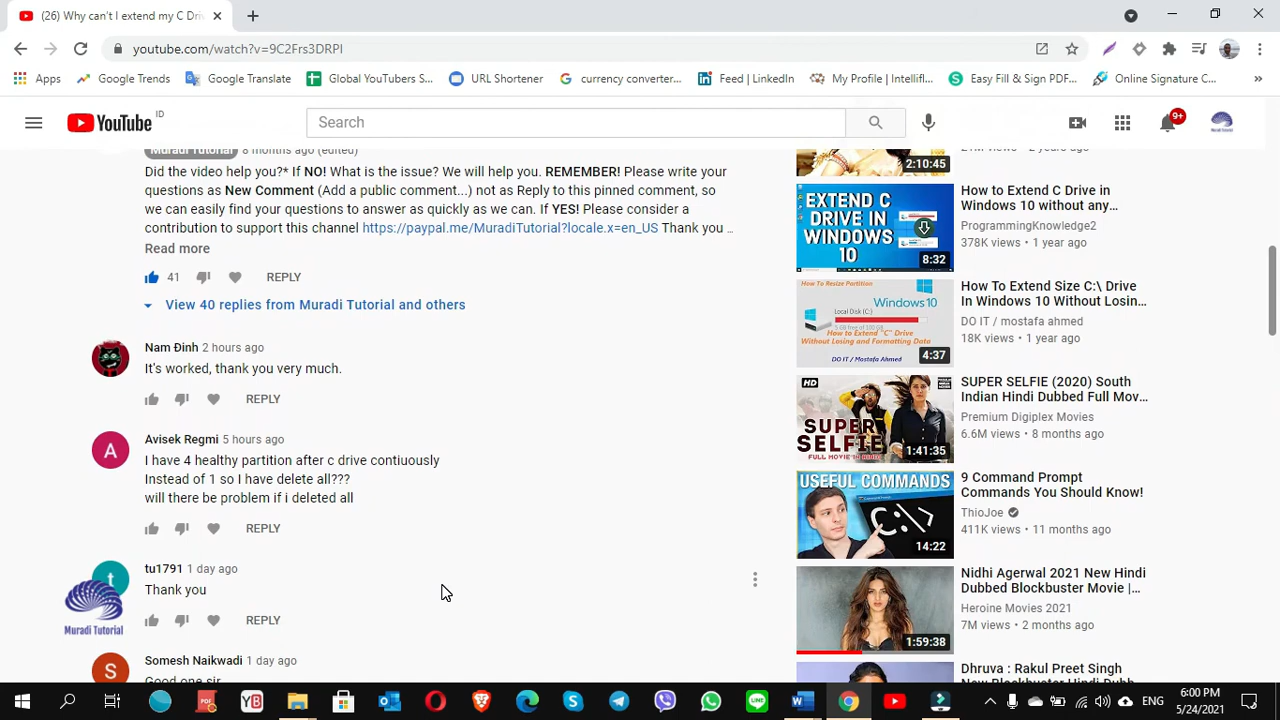 (26) Why can't I extend my C Dri
youtube.com/watch?v=9C2Frs3DRPI
Apps
Google Trends
Google Translate
Global YouTubers S...
URL Shortener
currency converter...
Feed | LinkedIn
My Profile | Intellifl...
Easy Fill & Sign PDF...
Online Signature C...
»
YouTube ID
Search
9+
Muradi Tutorial 8 months ago (edited)
Did the video help you?* If NO! What is the issue? We will help you. REMEMBER! Please write your
questions as New Comment (Add a public comment...) not as Reply to this pinned comment, so
we can easily find your questions to answer as quickly as we can. If YES! Please consider a
contribution to support this channel https://paypal.me/MuradiTutorial?locale.x=en_US Thank you ...
Read more
41 REPLY
View 40 replies from Muradi Tutorial and others
Nam Đinh 2 hours ago
It's worked, thank you very much.
REPLY
A
Avisek Regmi 5 hours ago
I have 4 healthy partition after c drive contiuously
Instead of 1 so I have delete all???
will there be problem if i deleted all
REPLY
t
tu1791 1 day ago
Thank you
Muradi Tutorial
REPLY
S
Somesh Naikwadi 1 day ago
Good one sir
2:10:45
21M views • 2 years ago
EXTEND C
DRIVE IN
WINDOWS
10
8:32
How to Extend C Drive in
Windows 10 without any...
ProgrammingKnowledge2
378K views • 1 year ago
How To Resize Partition
Windows 10
Local Disk (C:)
5 GB free of 100 GB
How to Extend "C" Drive
Without Losing and Formatting Data
DO IT / Mostafa Ahmed
4:37
How To Extend Size C:\ Drive
In Windows 10 Without Losin...
DO IT / mostafa ahmed
18K views • 1 year ago
HD
SUPER
SELFIE
FULL MOVIE IN HINDI
1:41:35
SUPER SELFIE (2020) South
Indian Hindi Dubbed Full Mov...
Premium Digiplex Movies
6.6M views • 8 months ago
USEFUL COMMANDS
C:\>
14:22
9 Command Prompt
Commands You Should Know!
ThioJoe
411K views • 11 months ago
1:59:38
Nidhi Agerwal 2021 New Hindi
Dubbed Blockbuster Movie |...
Heroine Movies 2021
7M views • 2 months ago
Dhruva : Rakul Preet Singh
New Blockbuster Hindi Dubb...
ENG
6:00 PM
5/24/2021